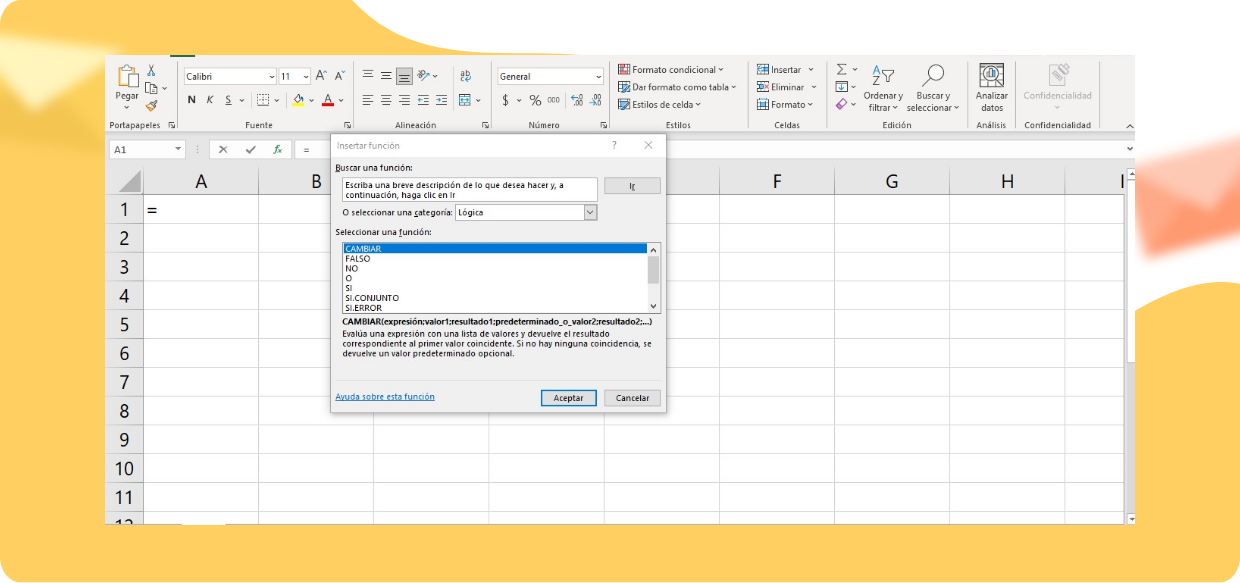 Calibri
11
A^ A˅
ab
General
Formato condicional
Insertar
Σ
A
Z
Pegar
Dar formato como tabla
Eliminar
Ordenar y
filtrar
Buscar y
seleccionar
Analizar
datos
Confidencialidad
N K S
A
$ % 000
Estilos de celda
Formato
Portapapeles
Fuente
Alineación
Número
Estilos
Celdas
Edición
Análisis
Confidencialidad
A1
fx
=
Insertar función
?
Buscar una función:
Escriba una breve descripción de lo que desea hacer y, a
continuación, haga clic en Ir
Ir
O seleccionar una categoría:
Lógica
Seleccionar una función:
CAMBIAR
FALSO
NO
O
SI
SI.CONJUNTO
SI.ERROR
CAMBIAR(expresión;valor1;resultado1;predeterminado_o_valor2;resultado2;...)
Evalúa una expresión con una lista de valores y devuelve el resultado
correspondiente al primer valor coincidente. Si no hay ninguna coincidencia, se
devuelve un valor predeterminado opcional.
Ayuda sobre esta función
Aceptar
Cancelar
A B F G H I
1 =
2
3
4
5
6
7
8
9
10
11
12